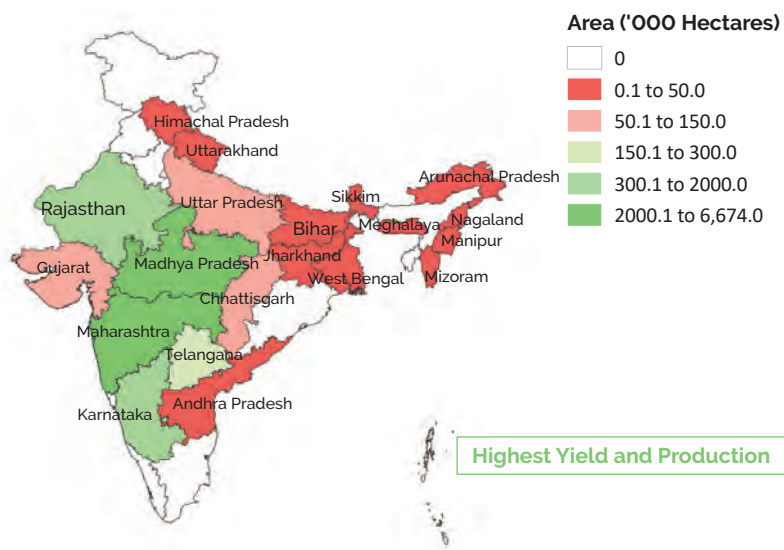 Area ('000 Hectares)
0
0.1 to 50.0
50.1 to 150.0
150.1 to 300.0
300.1 to 2000.0
2000.1 to 6,674.0
Himachal Pradesh
Uttarakhand
Arunachal Pradesh
Sikkim
Rajasthan
Uttar Pradesh
Nagaland
Meghalaya
Bihar
Manipur
Gujarat
Madhya Pradesh
Jharkhand
West Bengal
Mizoram
Chhattisgarh
Maharashtra
Telangana
Karnataka
Andhra Pradesh
Highest Yield and Production